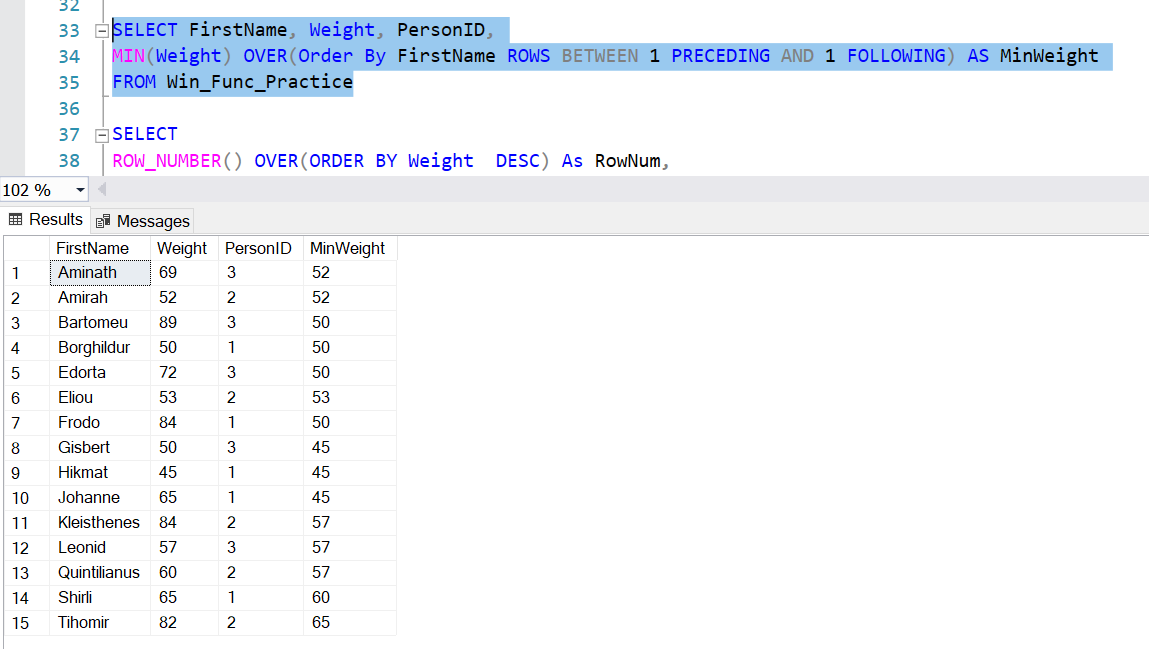 32
33 SELECT FirstName, Weight, PersonID,
34 MIN(Weight) OVER(Order By FirstName ROWS BETWEEN 1 PRECEDING AND 1 FOLLOWING) AS MinWeight
35 FROM Win_Func_Practice
36
37 SELECT
38 ROW_NUMBER() OVER(ORDER BY Weight  DESC) As RowNum,
102 %
Results Messages
FirstName Weight PersonID MinWeight
1 Aminath 69 3 52
2 Amirah 52 2 52
3 Bartomeu 89 3 50
4 Borghildur 50 1 50
5 Edorta 72 3 50
6 Eliou 53 2 53
7 Frodo 84 1 50
8 Gisbert 50 3 45
9 Hikmat 45 1 45
10 Johanne 65 1 45
11 Kleisthenes 84 2 57
12 Leonid 57 3 57
13 Quintilianus 60 2 57
14 Shirli 65 1 60
15 Tihomir 82 2 65